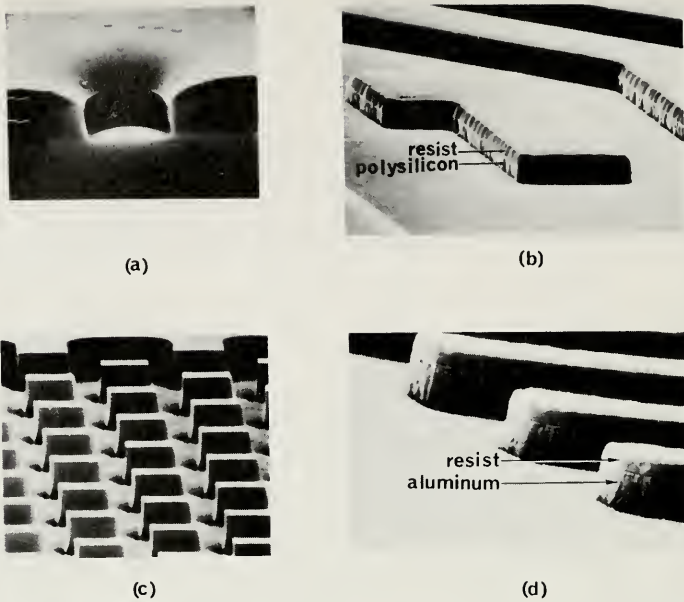 (a)
resist
polysilicon
(b)
(c)
resist
aluminum
(d)